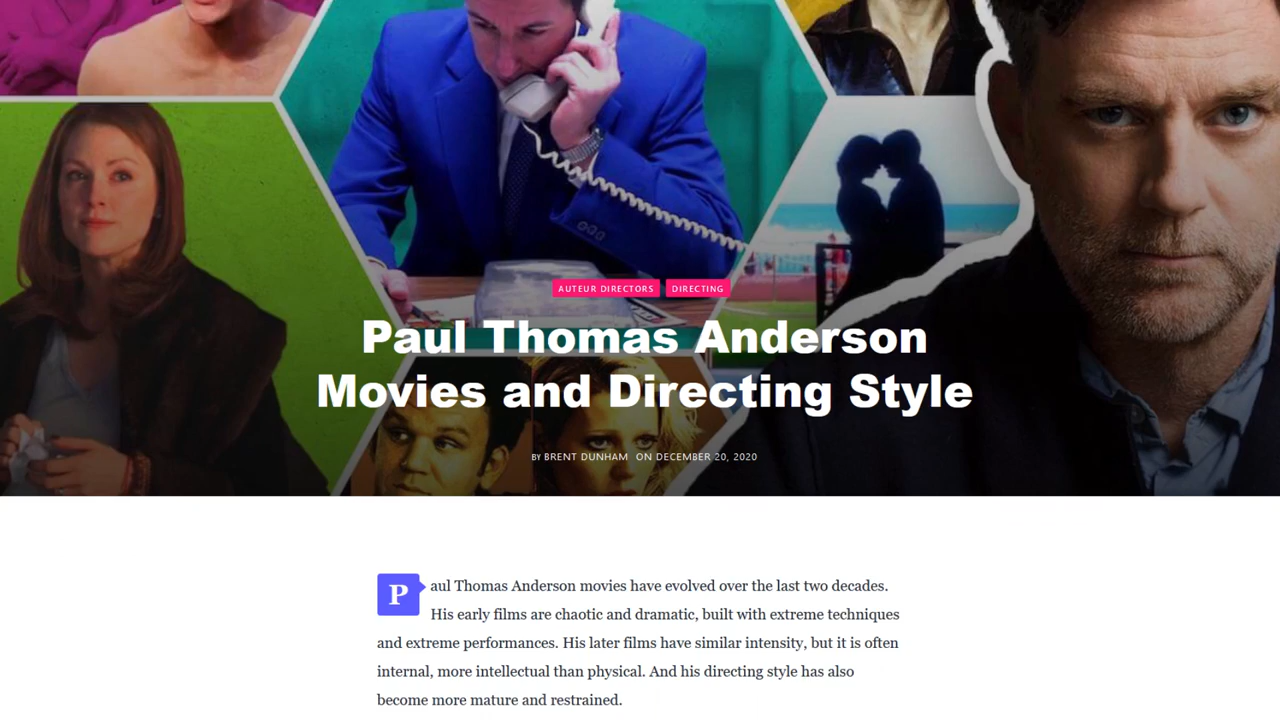 AUTEUR DIRECTORS DIRECTING
Paul Thomas Anderson
Movies and Directing Style
BY BRENT DUNHAM ON DECEMBER 20, 2020
Paul Thomas Anderson movies have evolved over the last two decades.
His early films are chaotic and dramatic, built with extreme techniques
and extreme performances. His later films have similar intensity, but it is often
internal, more intellectual than physical. And his directing style has also
become more mature and restrained.